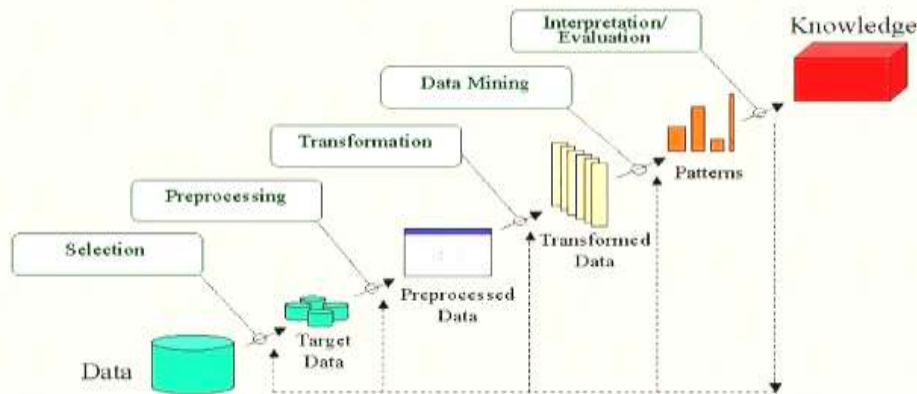 Interpretation/
Evaluation
Knowledge
Data Mining
Transformation
Patterns
Preprocessing
Transformed
Data
Selection
Preprocessed
Data
Target
Data
Data